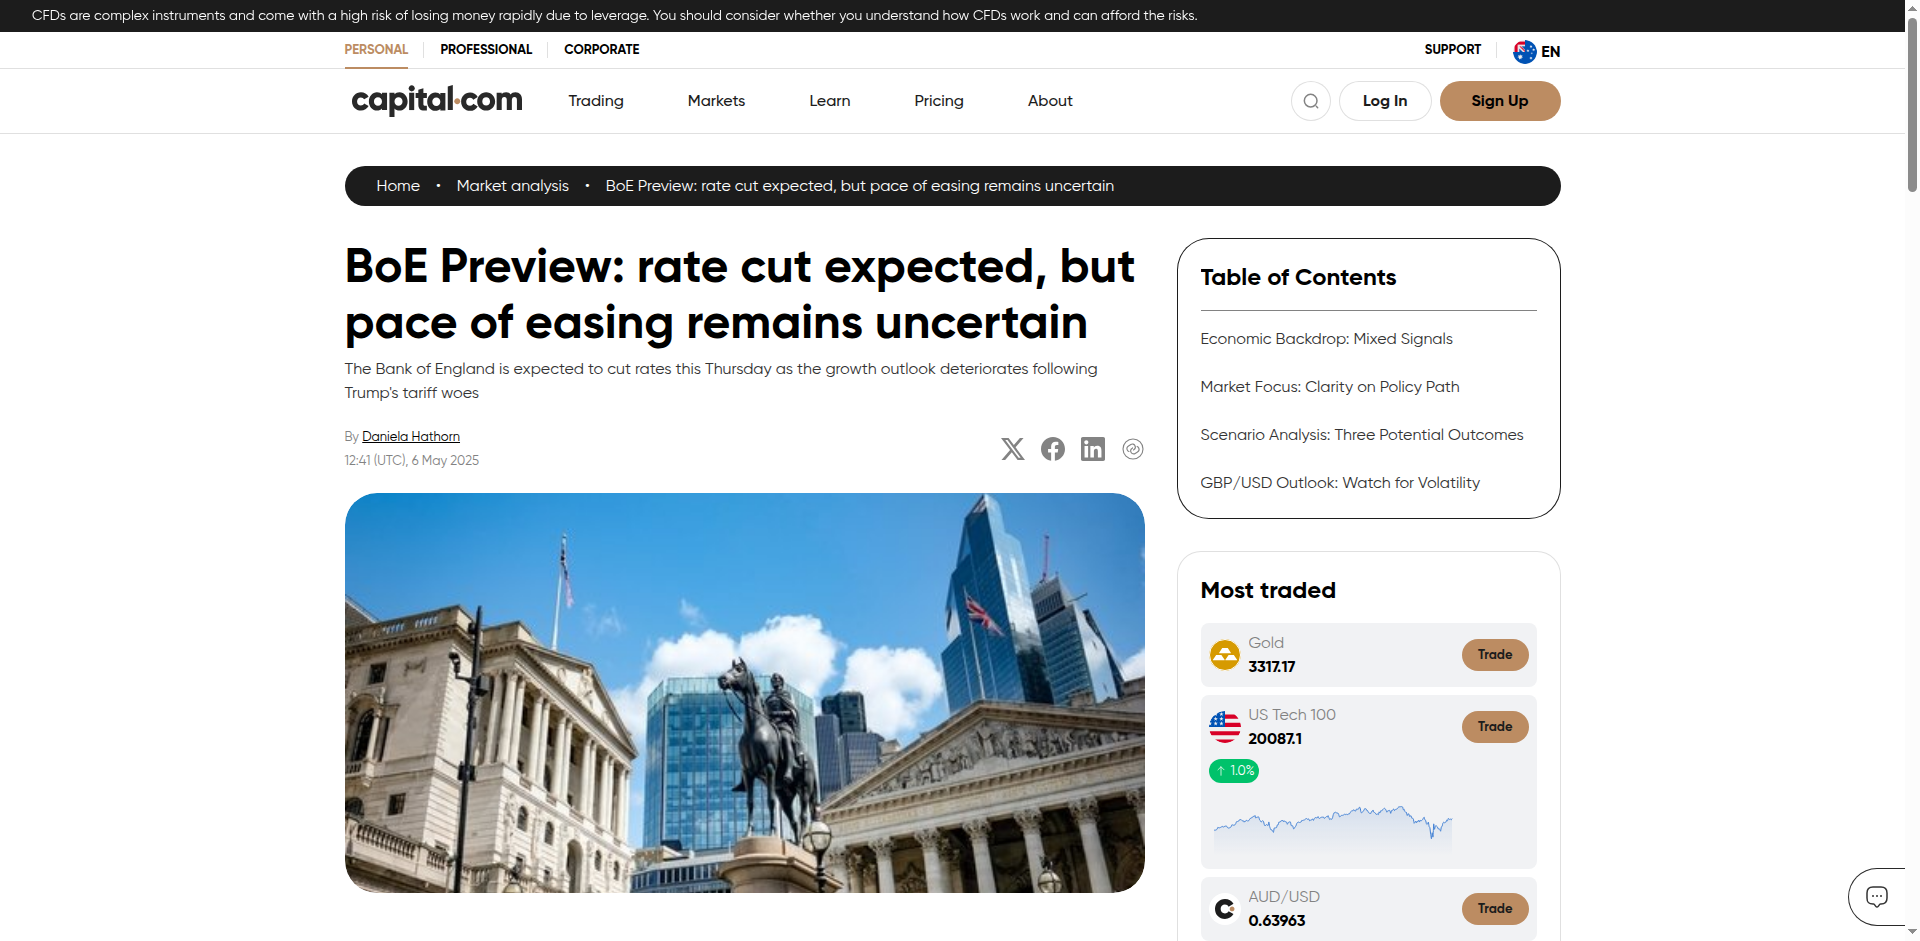 CFDs are complex instruments and come with a high risk of losing money rapidly due to leverage. You should consider whether you understand how CFDs work and can afford the risks.
PERSONAL
PROFESSIONAL
CORPORATE
SUPPORT
EN
capital.com
Trading
Markets
Learn
Pricing
About
Log In
Sign Up
Home • Market analysis • BoE Preview: rate cut expected, but pace of easing remains uncertain
BoE Preview: rate cut expected, but
pace of easing remains uncertain
The Bank of England is expected to cut rates this Thursday as the growth outlook deteriorates following
Trump's tariff woes
By Daniela Hathorn
12:41 (UTC), 6 May 2025
Table of Contents
Economic Backdrop: Mixed Signals
Market Focus: Clarity on Policy Path
Scenario Analysis: Three Potential Outcomes
GBP/USD Outlook: Watch for Volatility
Most traded
Gold
3317.17
Trade
US Tech 100
20087.1
Trade
↑ 1.0%
AUD/USD
0.63963
Trade